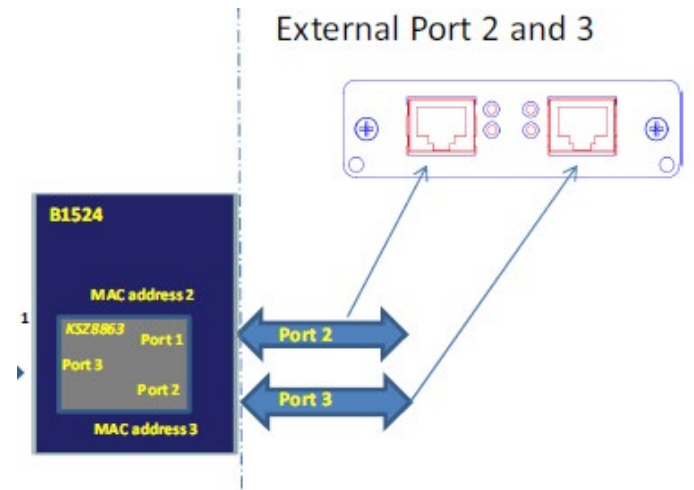 External Port 2 and 3
B1524
MAC address 2
1
KSZ8863
Port 1
Port 3
Port 2
MAC address 3
Port 2
Port 3